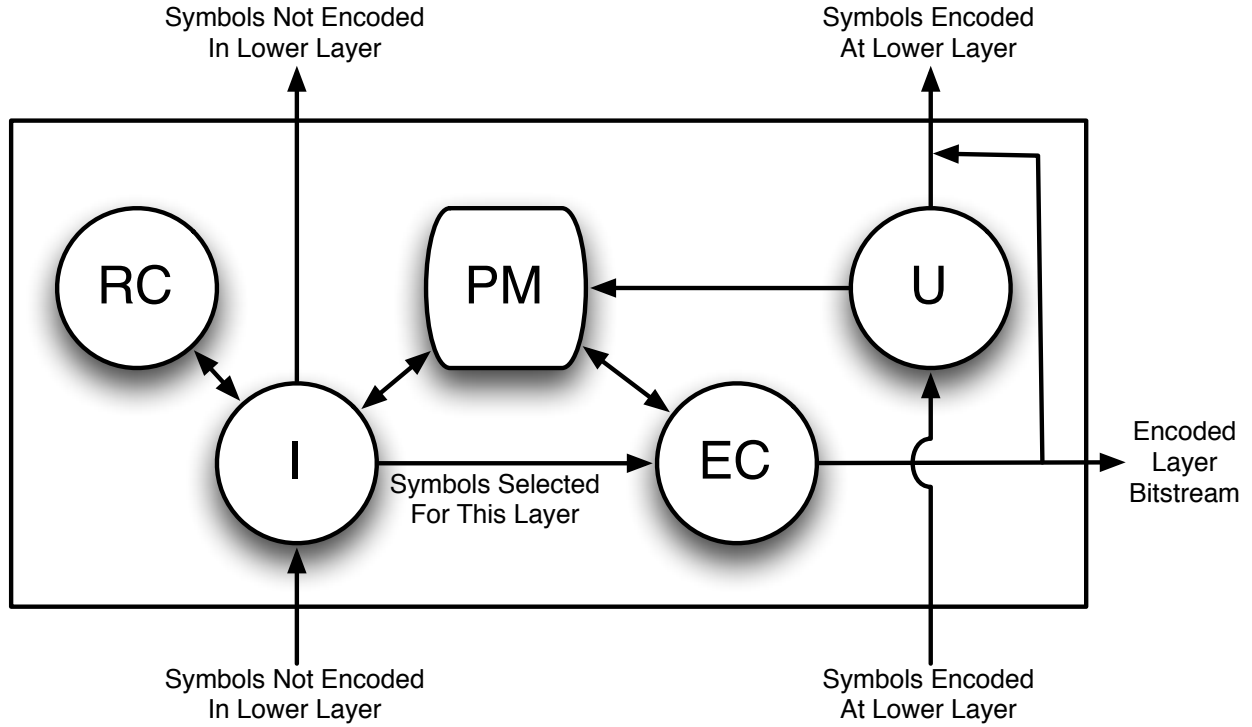 Symbols Not Encoded
In Lower Layer
Symbols Encoded
At Lower Layer
RC
PM
U
I
EC
Symbols Selected
For This Layer
Encoded
Layer
Bitstream
Symbols Not Encoded
In Lower Layer
Symbols Encoded
At Lower Layer